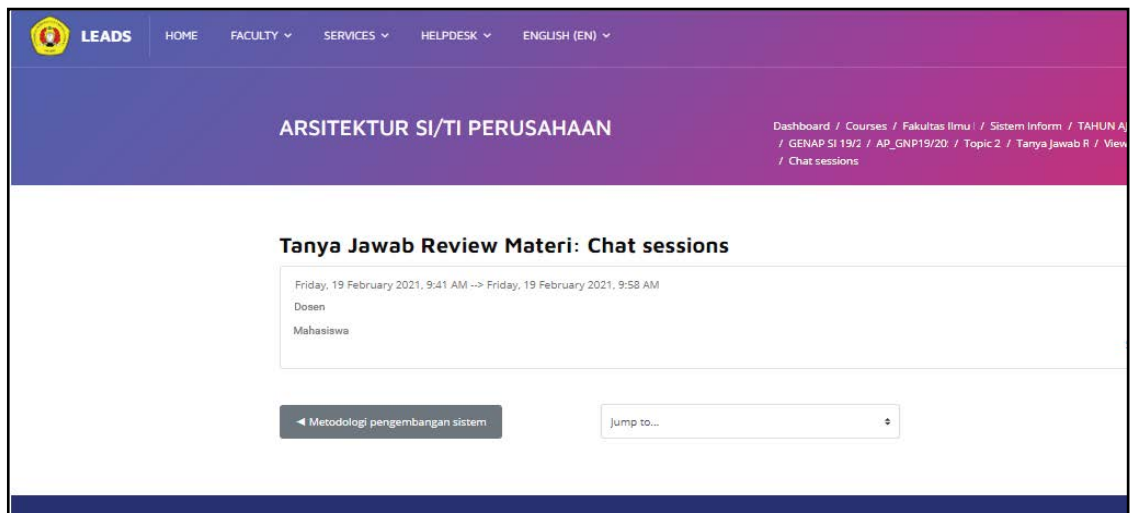 LEADS HOME FACULTY SERVICES HELPDESK ENGLISH (EN)
ARSITEKTUR SI/TI PERUSAHAAN
Dashboard / Courses / Fakultas Ilmu / Sistem Inform / TAHUN A
/ GENAP SI 19/2 / AP_GNP19/20: / Topic 2 / Tanya Jawab R / View
/ Chat sessions
Tanya Jawab Review Materi: Chat sessions
Friday, 19 February 2021, 9:41 AM --> Friday, 19 February 2021, 9:58 AM
Dosen
Mahasiswa
◄ Metodologi pengembangan sistem
Jump to...